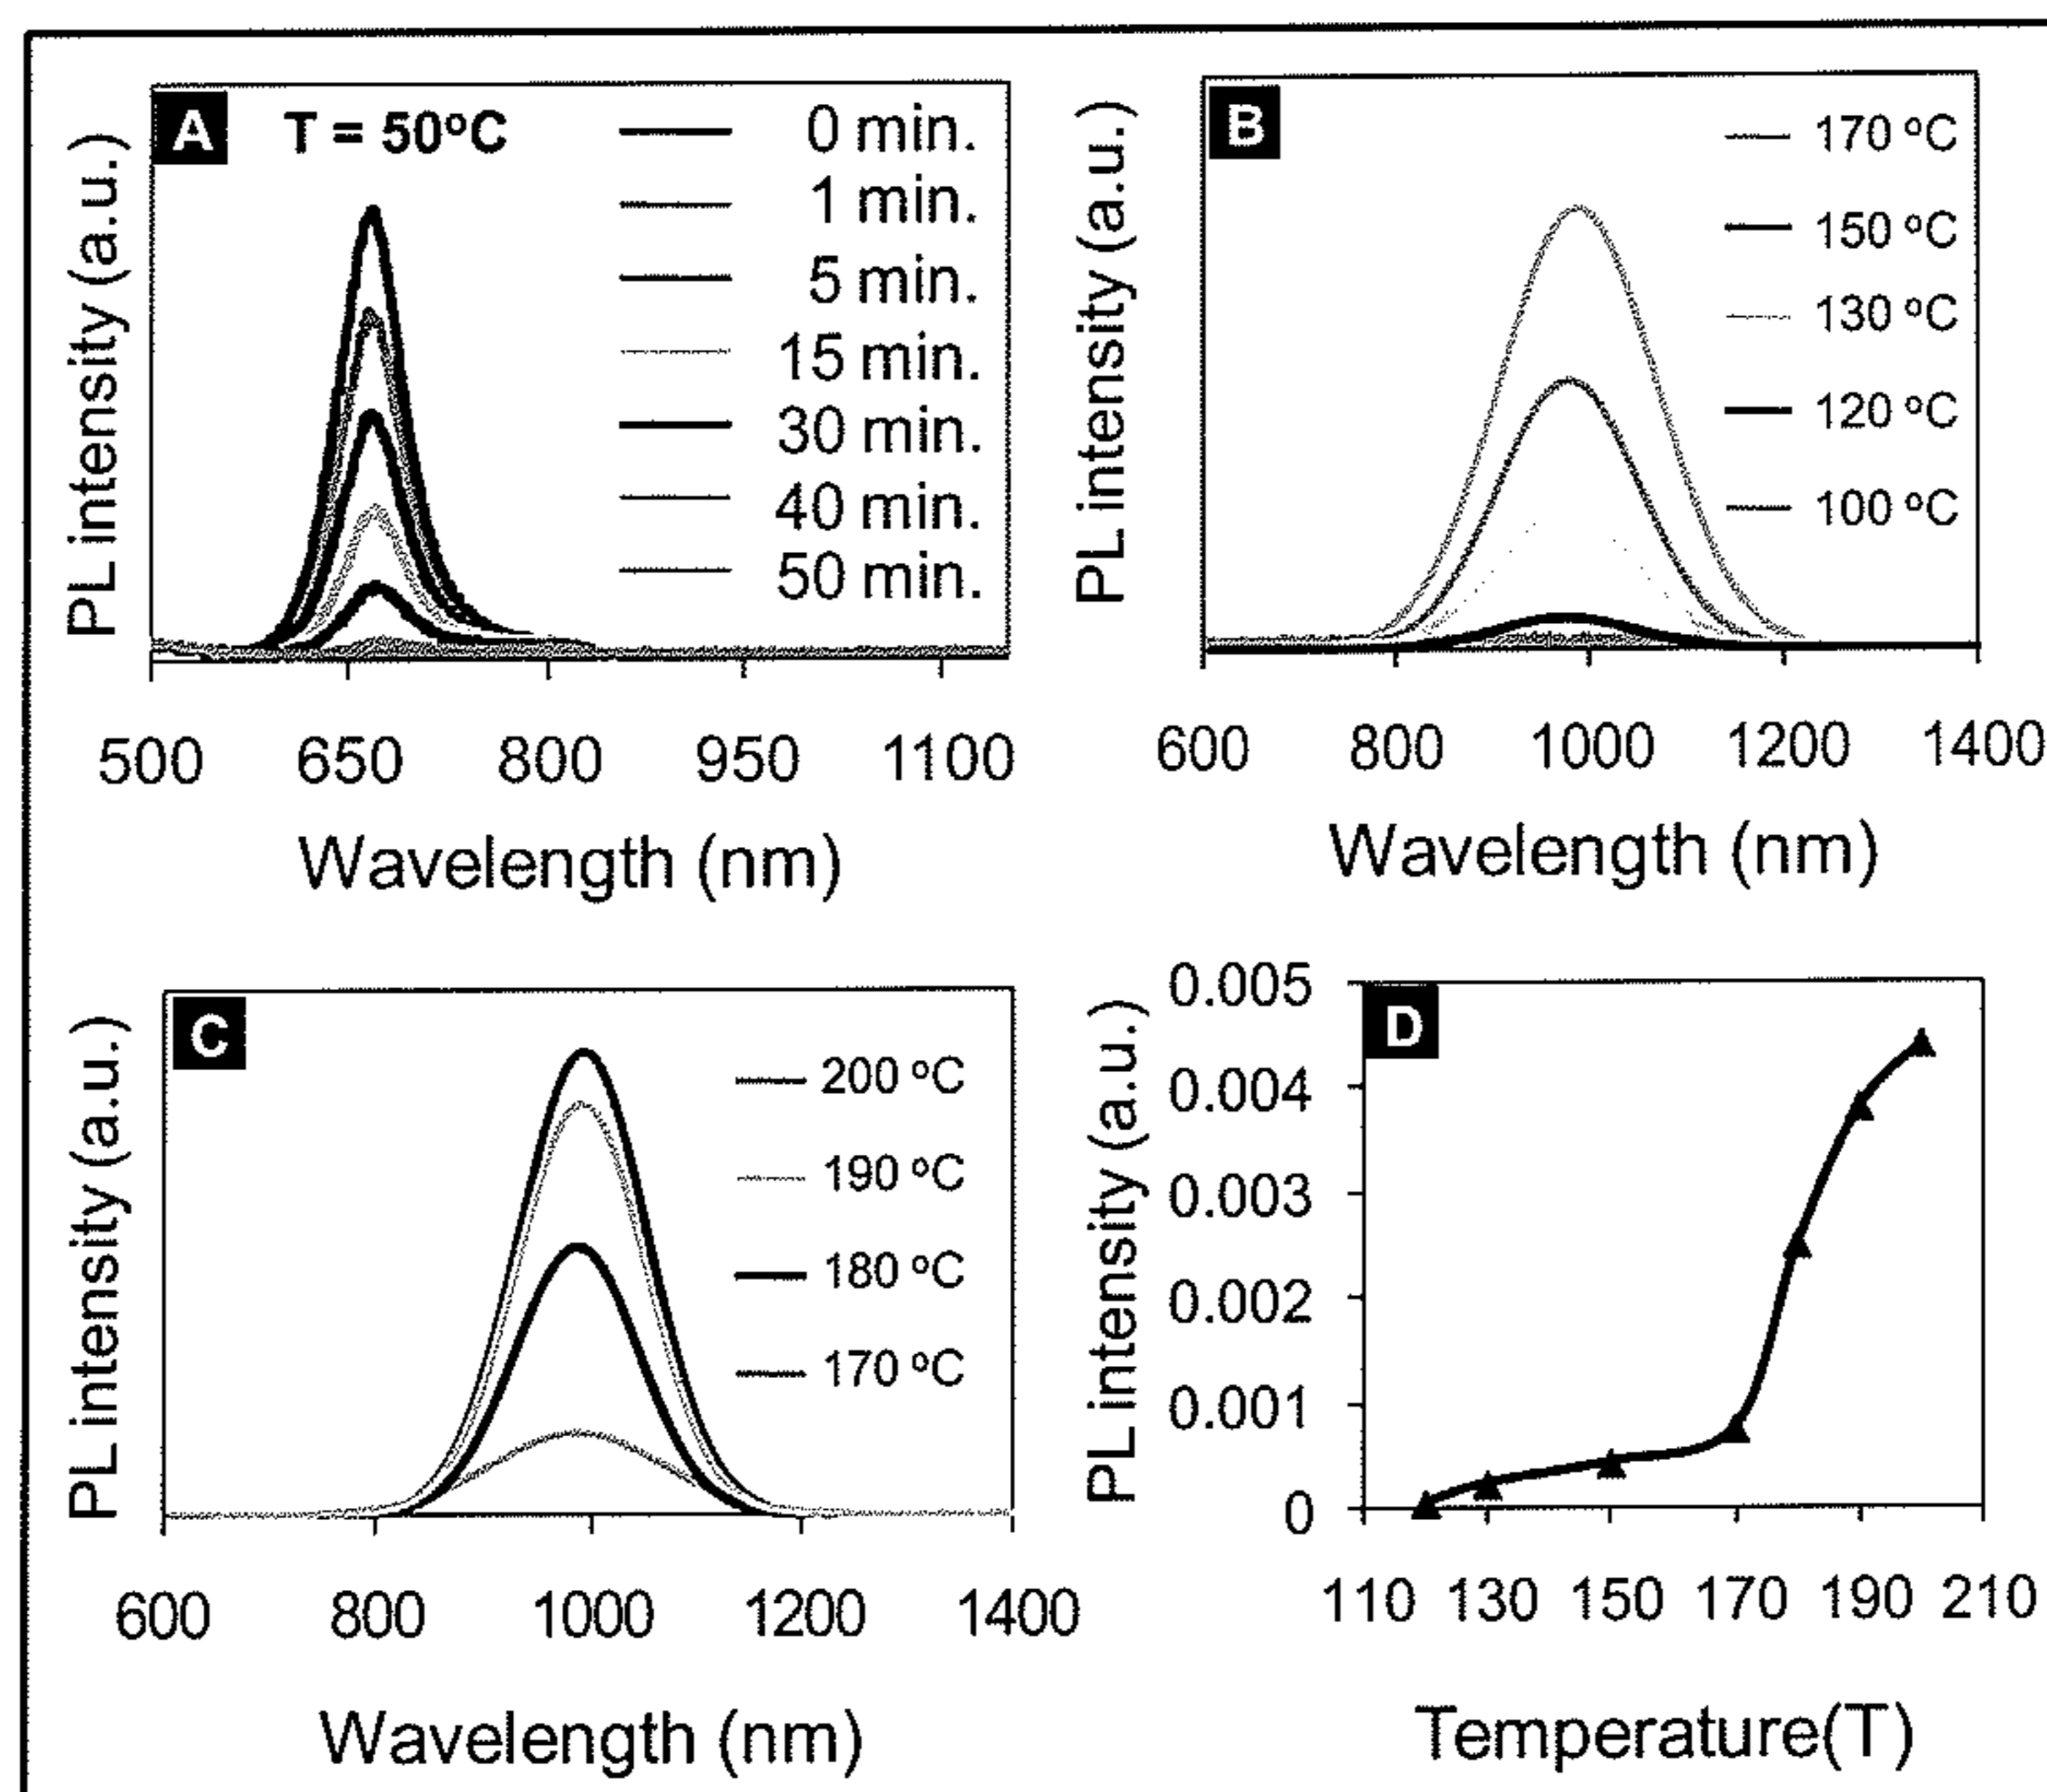 A
T = 50°C
0 min.
1 min.
5 min.
15 min.
30 min.
40 min.
50 min.
PL intensity (a.u.)
500 650 800 950 1100
Wavelength (nm)
B
170 °C
150 °C
130 °C
120 °C
100 °C
PL intensity (a.u.)
600 800 1000 1200 1400
Wavelength (nm)
C
200 °C
190 °C
180 °C
170 °C
PL intensity (a.u.)
600 800 1000 1200 1400
Wavelength (nm)
D
PL intensity (a.u.)
0.005
0.004
0.003
0.002
0.001
0
110 130 150 170 190 210
Temperature(T)